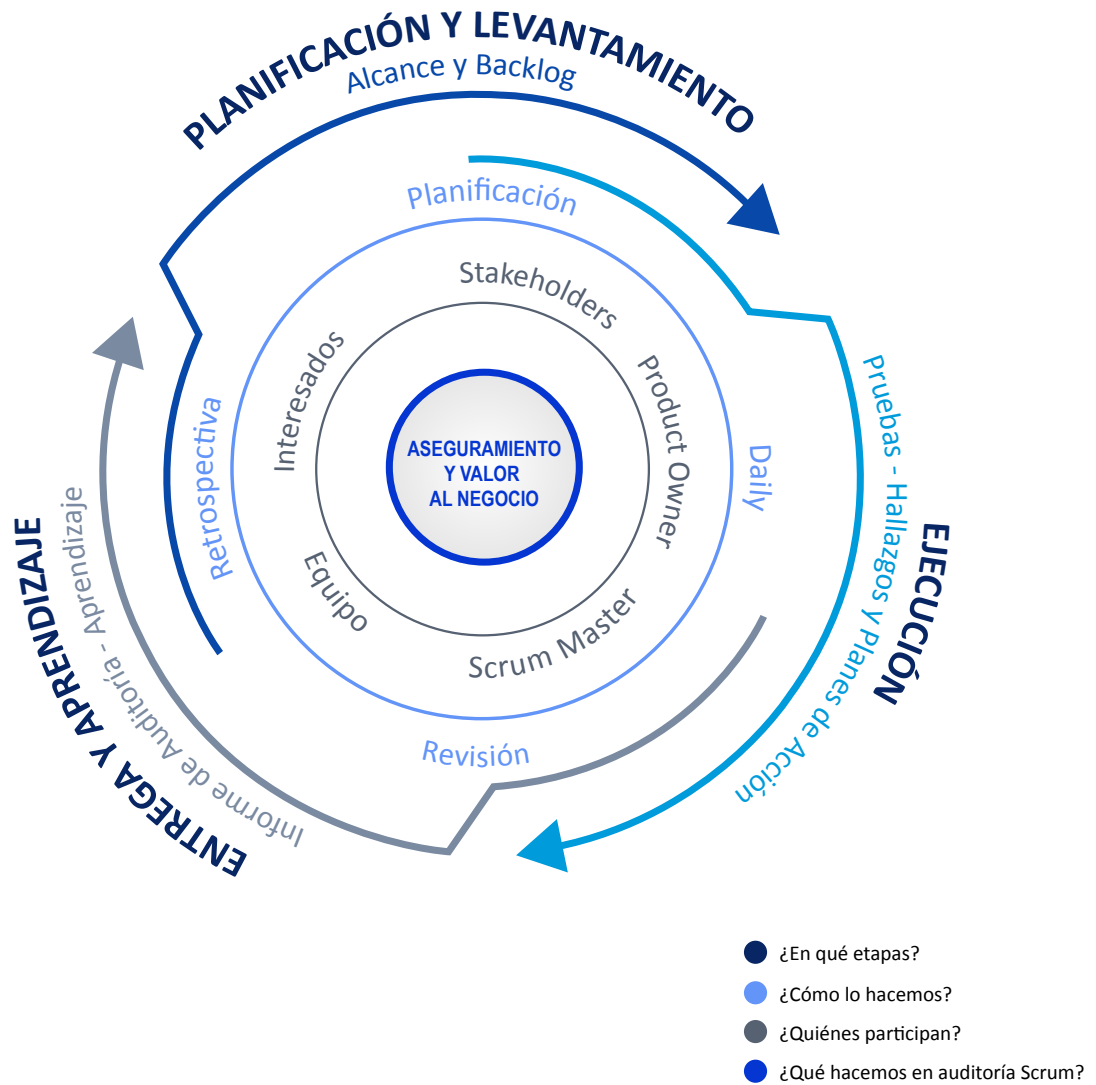 PLANIFICACIÓN Y LEVANTAMIENTO
Alcance y Backlog
Planificación
Stakeholders
Interesados
Product Owner
Retrospectiva
Daily
ASEGURAMIENTO
Y VALOR
AL NEGOCIO
Equipo
Scrum Master
Revisión
Pruebas - Hallazgos y Planes de Acción
EJECUCIÓN
Informe de Auditoría - Aprendizaje
ENTREGA Y APRENDIZAJE
¿En qué etapas?
¿Cómo lo hacemos?
¿Quiénes participan?
¿Qué hacemos en auditoría Scrum?